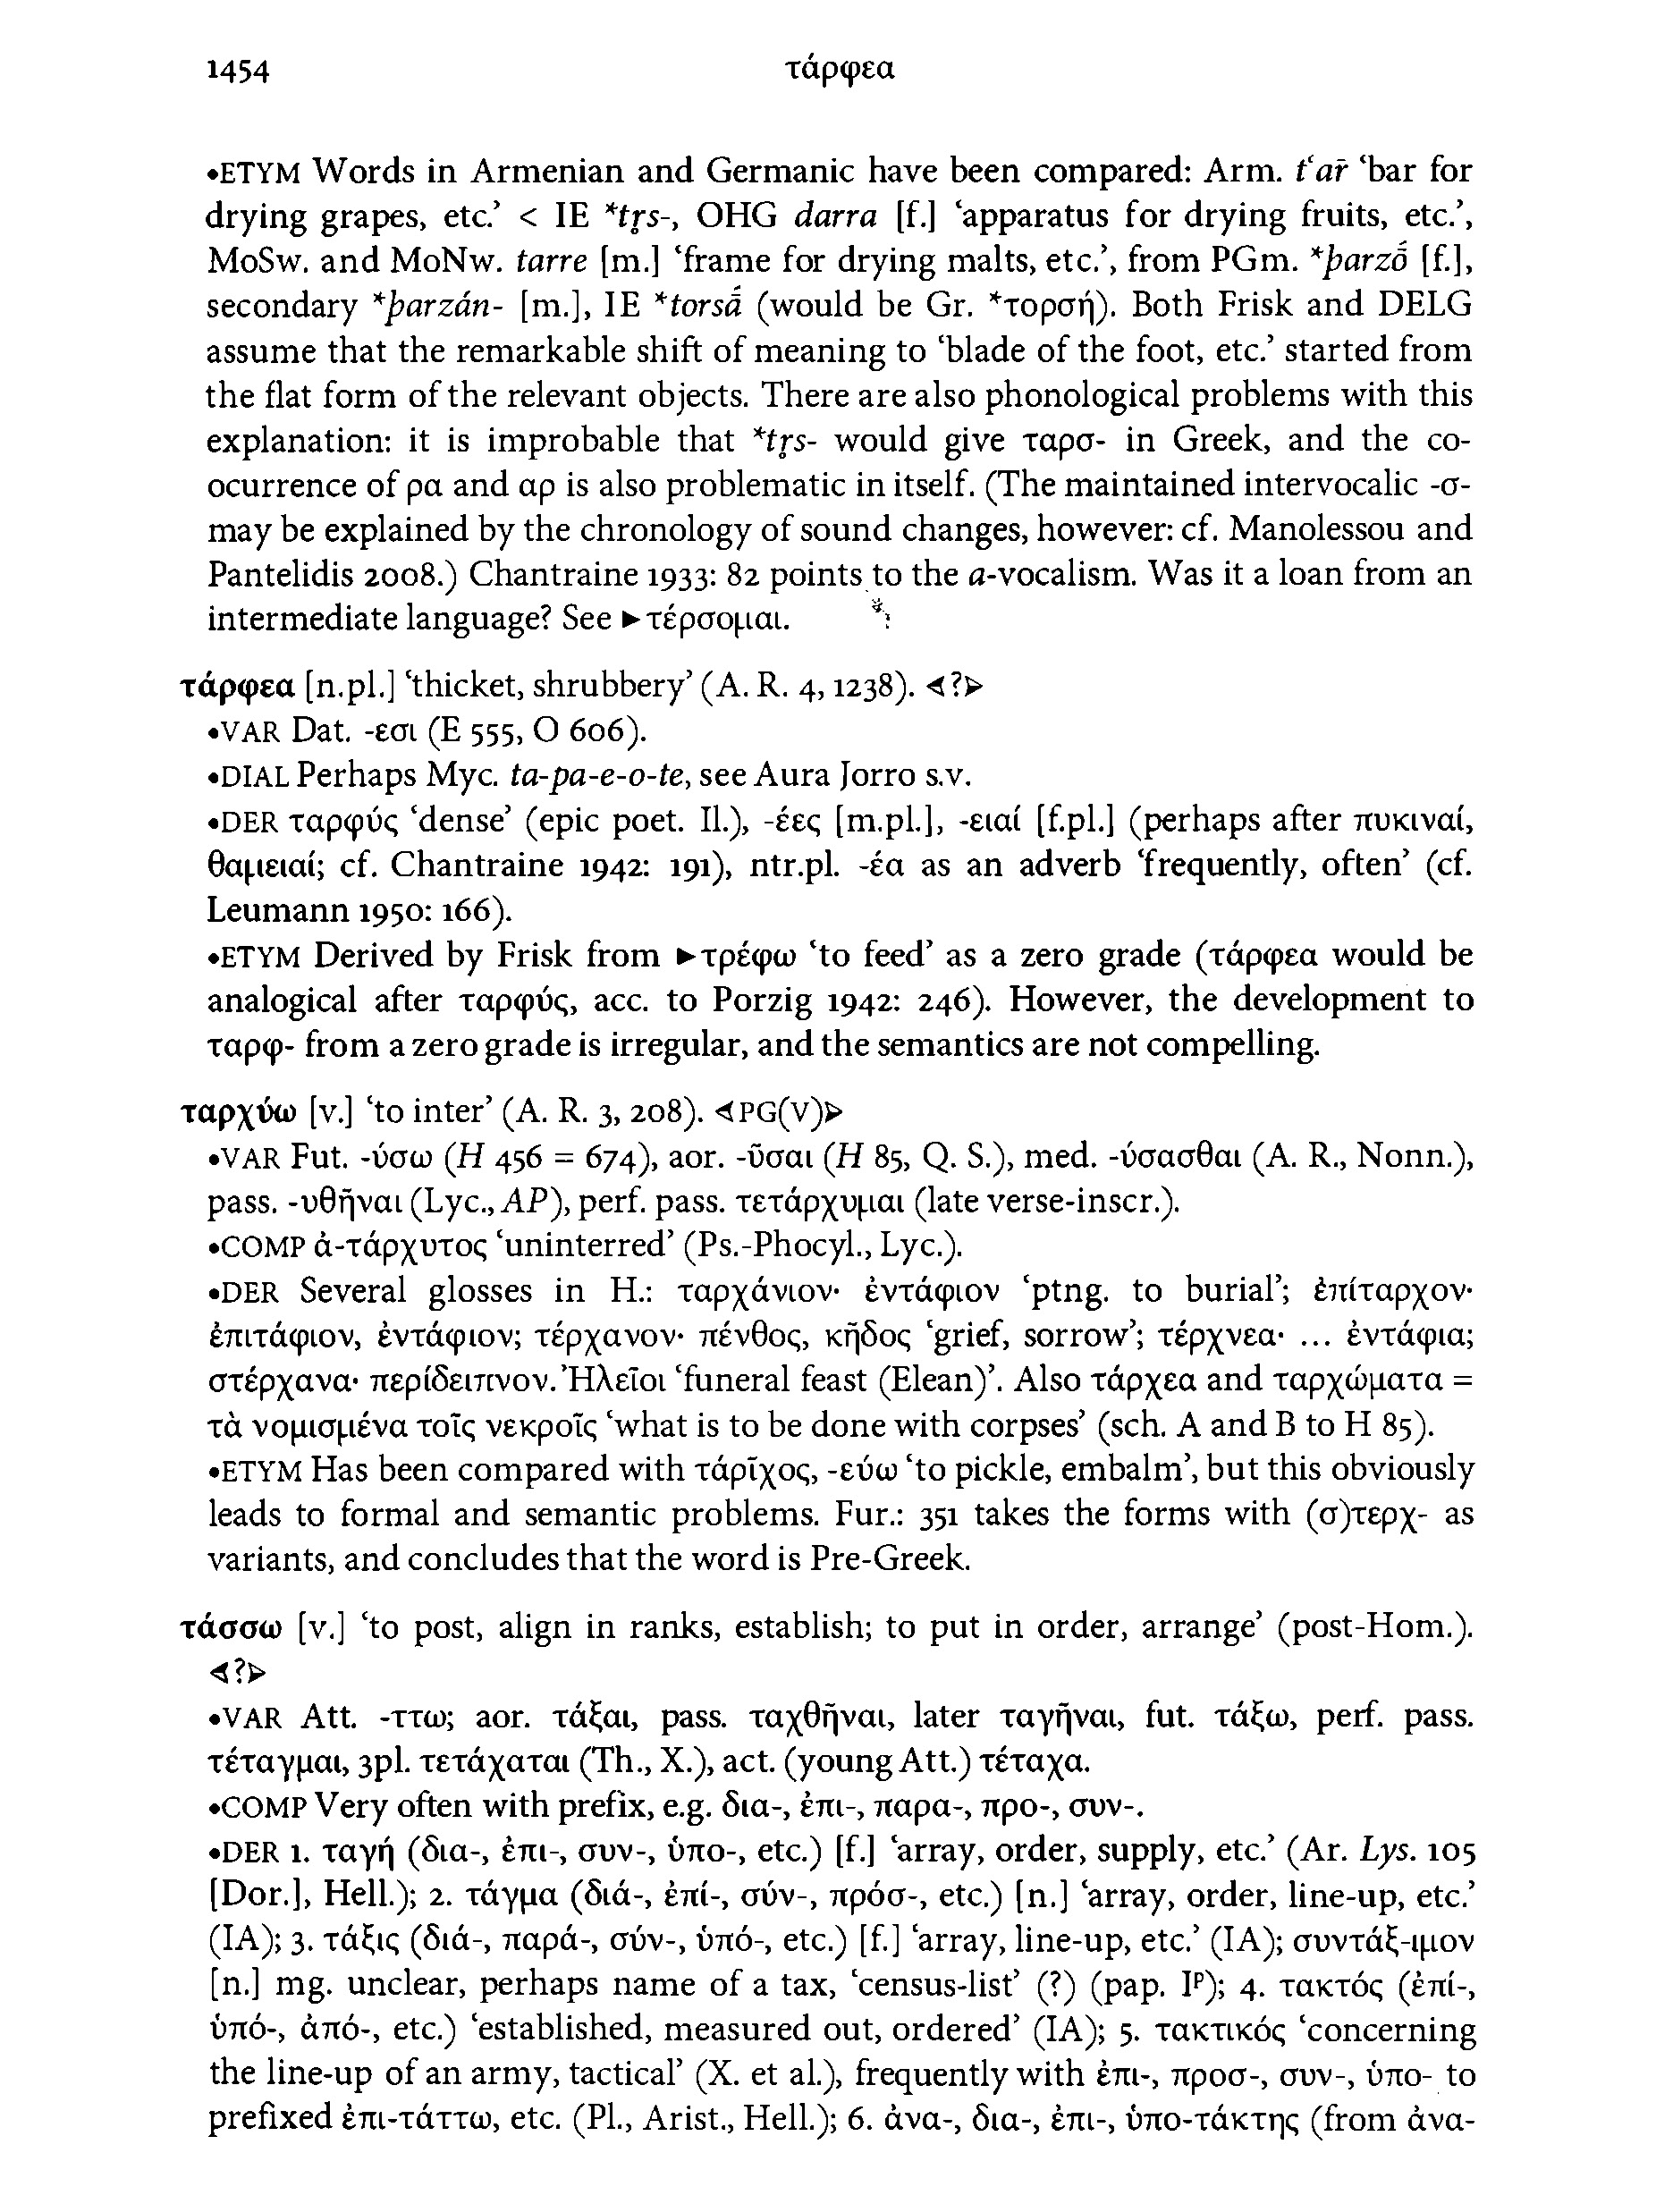 1454 τάρφεα
•ETYM Words in Armenian and Germanic have been compared: Arm. tʿaṙ ‘bar for
drying grapes, etc.’ < IE *tr̥s-, OHG darra [f.] ‘apparatus for drying fruits, etc.’,
MoSw. and MoNw. tarre [m.] ‘frame for drying malts, etc.’, from PGm. *þarzṓ [f.],
secondary *þarzán- [m.], IE *torsā́ (would be Gr. *τορσή). Both Frisk and DELG
assume that the remarkable shift of meaning to ‘blade of the foot, etc.’ started from
the flat form of the relevant objects. There are also phonological problems with this
explanation: it is improbable that *tr̥s- would give ταρσ- in Greek, and the co-
ocurrence of ρα and αρ is also problematic in itself. (The maintained intervocalic -σ-
may be explained by the chronology of sound changes, however: cf. Manolessou and
Pantelidis 2008.) Chantraine 1933: 82 points to the a-vocalism. Was it a loan from an
intermediate language? See ►τέρσομαι.
τάρφεα [n.pl.] ‘thicket, shrubbery’ (A. R. 4, 1238). ◄?►
•VAR Dat. -εσι (E 555, O 606).
•DIAL Perhaps Myc. ta-pa-e-o-te, see Aura Jorro s.v.
•DER ταρφύς ‘dense’ (epic poet. Il.), -έες [m.pl.], -ειαί [f.pl.] (perhaps after πυκιναί,
θαμειαί; cf. Chantraine 1942: 191), ntr.pl. -έα as an adverb ‘frequently, often’ (cf.
Leumann 1950: 166).
•ETYM Derived by Frisk from ►τρέφω ‘to feed’ as a zero grade (τάρφεα would be
analogical after ταρφύς, acc. to Porzig 1942: 246). However, the development to
ταρφ- from a zero grade is irregular, and the semantics are not compelling.
ταρχύω [v.] ‘to inter’ (A. R. 3, 208). ◄PG(V)►
•VAR Fut. -ύσω (H 456 = 674), aor. -ῦσαι (H 85, Q. S.), med. -ύσασθαι (A. R., Nonn.),
pass. -υθῆναι (Lyc., AP), perf. pass. τετάρχυμαι (late verse-inscr.).
•COMP ἀ-τάρχυτος ‘uninterred’ (Ps.-Phocyl., Lyc.).
•DER Several glosses in H.: ταρχάνιον· ἐντάφιον ‘ptng. to burial’; ἐπίταρχον·
ἐπιτάφιον, ἐντάφιον; τέρχανον· πένθος, κῆδος ‘grief, sorrow’; τέρχνεα· ... ἐντάφια;
στέρχανα· περίδειπνον. Ἠλεῖοι ‘funeral feast (Elean)’. Also τάρχεα and ταρχώματα =
τὰ νομισμένα τοῖς νεκροῖς ‘what is to be done with corpses’ (sch. A and B to H 85).
•ETYM Has been compared with τάρῑχος, -εύω ‘to pickle, embalm’, but this obviously
leads to formal and semantic problems. Fur.: 351 takes the forms with (σ)τερχ- as
variants, and concludes that the word is Pre-Greek.
τάσσω [v.] ‘to post, align in ranks, establish; to put in order, arrange’ (post-Hom.).
◄?►
•VAR Att. -ττω; aor. τάξαι, pass. ταχθῆναι, later ταγῆναι, fut. τάξω, perf. pass.
τέταγμαι, 3pl. τετάχαται (Th., X.), act. (young Att.) τέταχα.
•COMP Very often with prefix, e.g. δια-, ἐπι-, παρα-, προ-, συν-.
•DER 1. ταγή (δια-, ἐπι-, συν-, ὑπο-, etc.) [f.] ‘array, order, supply, etc.’ (Ar. Lys. 105
[Dor.], Hell.); 2. τάγμα (διά-, ἐπί-, σύν-, πρόσ-, etc.) [n.] ‘array, order, line-up, etc.’
(IA); 3. τάξις (διά-, παρά-, σύν-, ὑπό-, etc.) [f.] ‘array, line-up, etc.’ (IA); συντάξ-ιμον
[n.] mg. unclear, perhaps name of a tax, ‘census-list’ (?) (pap. Iᵖ); 4. τακτός (ἐπί-,
ὑπό-, ἀπό-, etc.) ‘established, measured out, ordered’ (IA); 5. τακτικός ‘concerning
the line-up of an army, tactical’ (X. et al.), frequently with ἐπι-, προσ-, συν-, ὑπο- to
prefixed ἐπι-τάττω, etc. (Pl., Arist., Hell.); 6. ἀνα-, δια-, ἐπι-, ὑπο-τάκτης (from ἀνα-